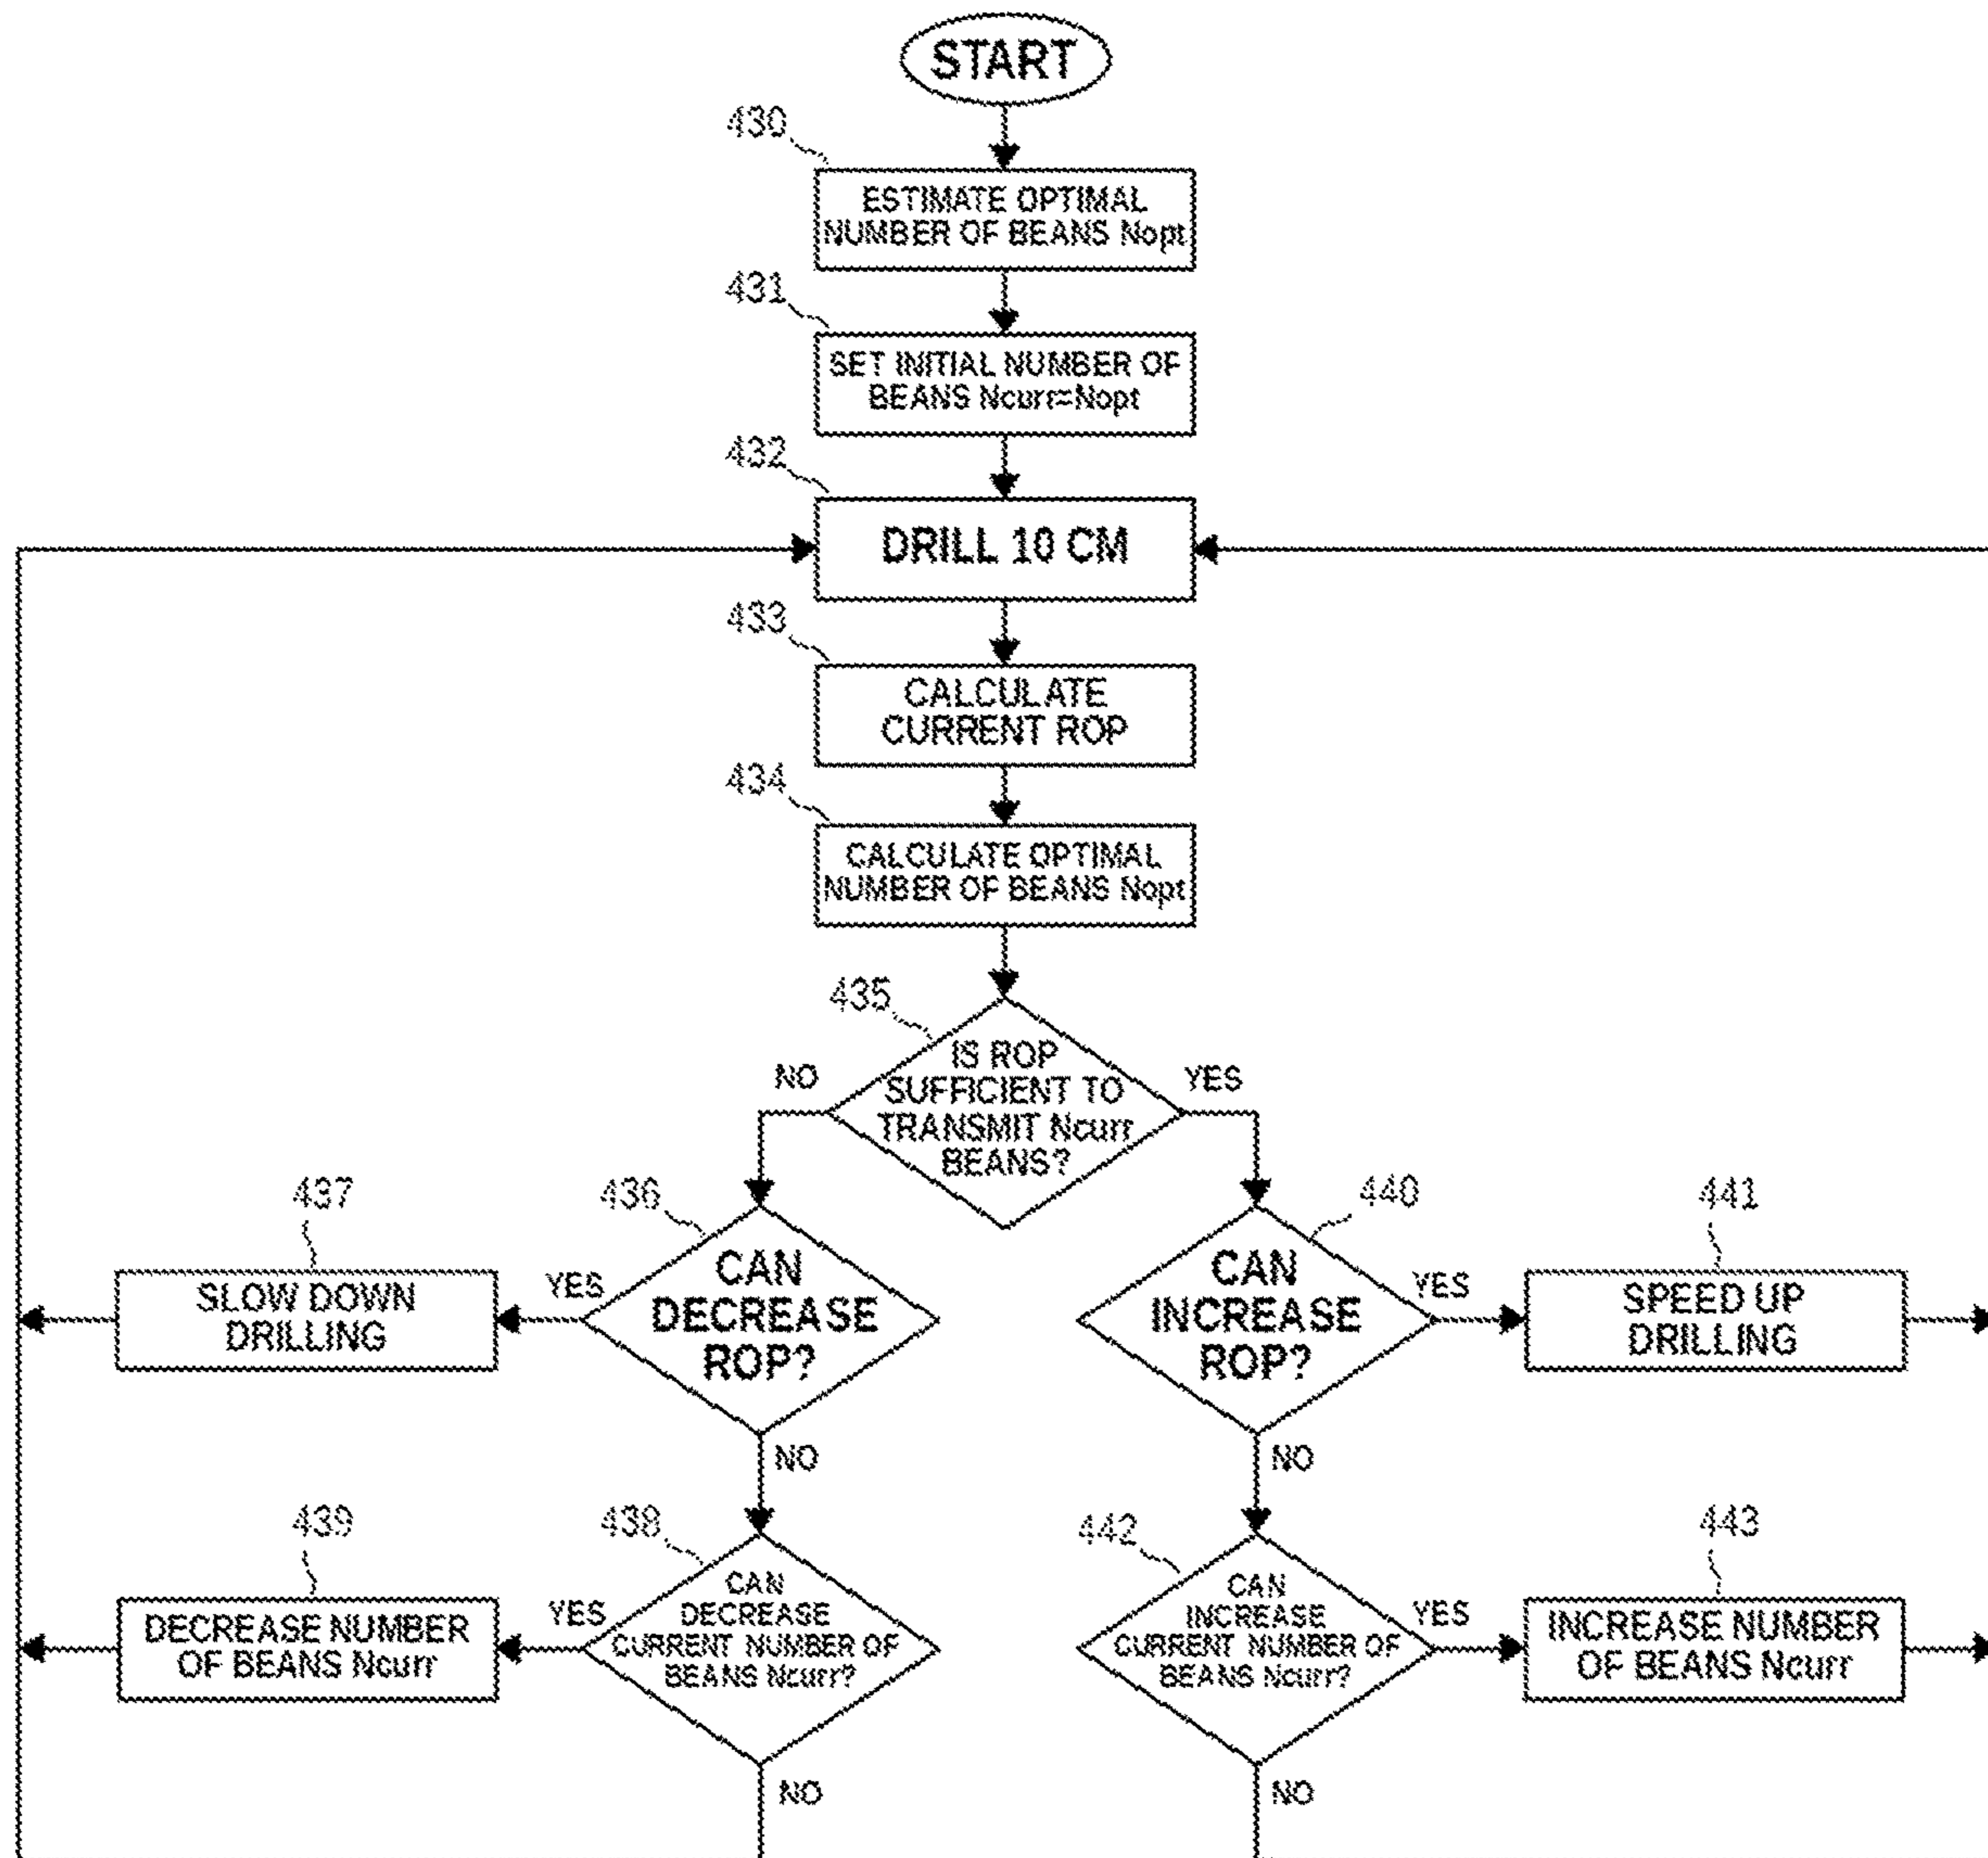 START
430
ESTIMATE OPTIMAL
NUMBER OF BEANS Nopt
431
SET INITIAL NUMBER OF
BEANS Ncurr=Nopt
432
DRILL 10 CM
433
CALCULATE
CURRENT ROP
434
CALCULATE OPTIMAL
NUMBER OF BEANS Nopt
435
IS ROP
SUFFICIENT TO
TRANSMIT Ncurr
BEANS?
NO
YES
437
SLOW DOWN
DRILLING
YES
436
CAN
DECREASE
ROP?
NO
440
CAN
INCREASE
ROP?
YES
NO
441
SPEED UP
DRILLING
439
DECREASE NUMBER
OF BEANS Ncurr
YES
438
CAN
DECREASE
CURRENT NUMBER OF
BEANS Ncurr?
NO
442
CAN
INCREASE
CURRENT NUMBER OF
BEANS Ncurr?
YES
NO
443
INCREASE NUMBER
OF BEANS Ncurr